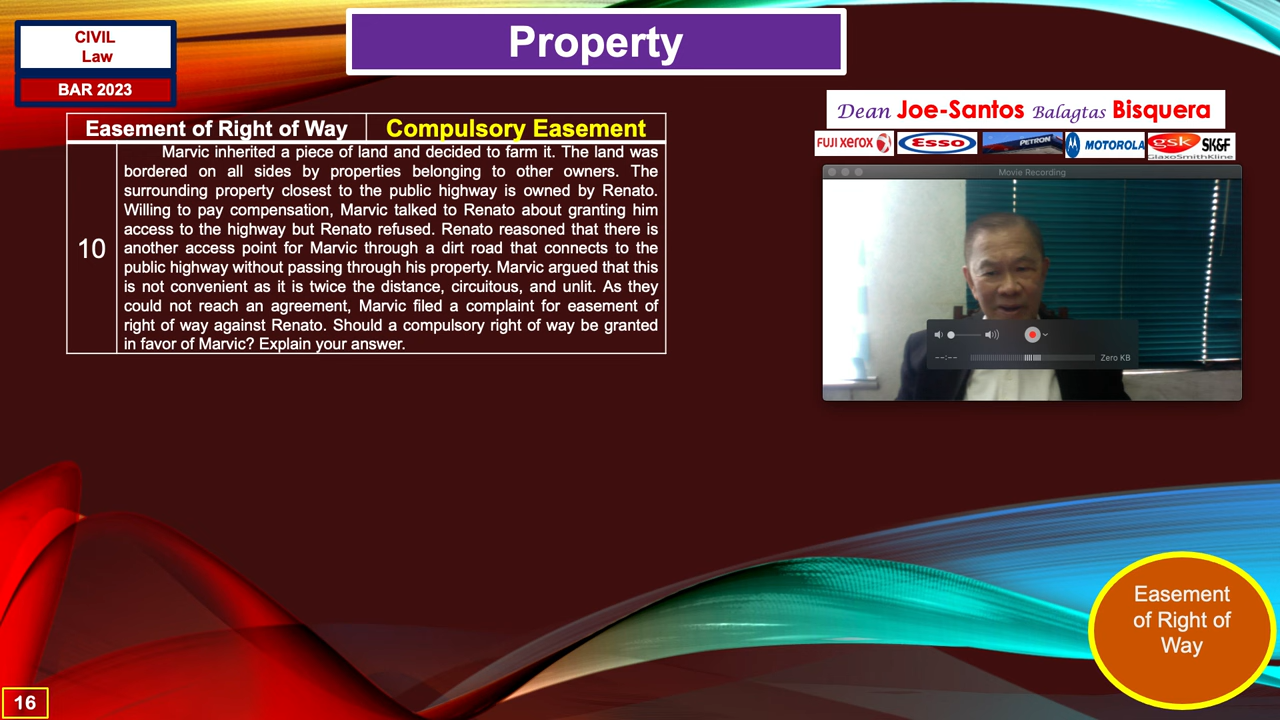 CIVIL
Law
BAR 2023
Property
Dean Joe-Santos Balagtas Bisquera
FUJI XEROX
ESSO
PETRON
MOTOROLA
gsk
SK&F
GlaxoSmithKline
Easement of Right of Way
Compulsory Easement
10
Marvic inherited a piece of land and decided to farm it. The land was
bordered on all sides by properties belonging to other owners. The
surrounding property closest to the public highway is owned by Renato.
Willing to pay compensation, Marvic talked to Renato about granting him
access to the highway but Renato refused. Renato reasoned that there is
another access point for Marvic through a dirt road that connects to the
public highway without passing through his property. Marvic argued that this
is not convenient as it is twice the distance, circuitous, and unlit. As they
could not reach an agreement, Marvic filed a complaint for easement of
right of way against Renato. Should a compulsory right of way be granted
in favor of Marvic? Explain your answer.
Movie Recording
--:--
Zero KB
Easement
of Right of
Way
16